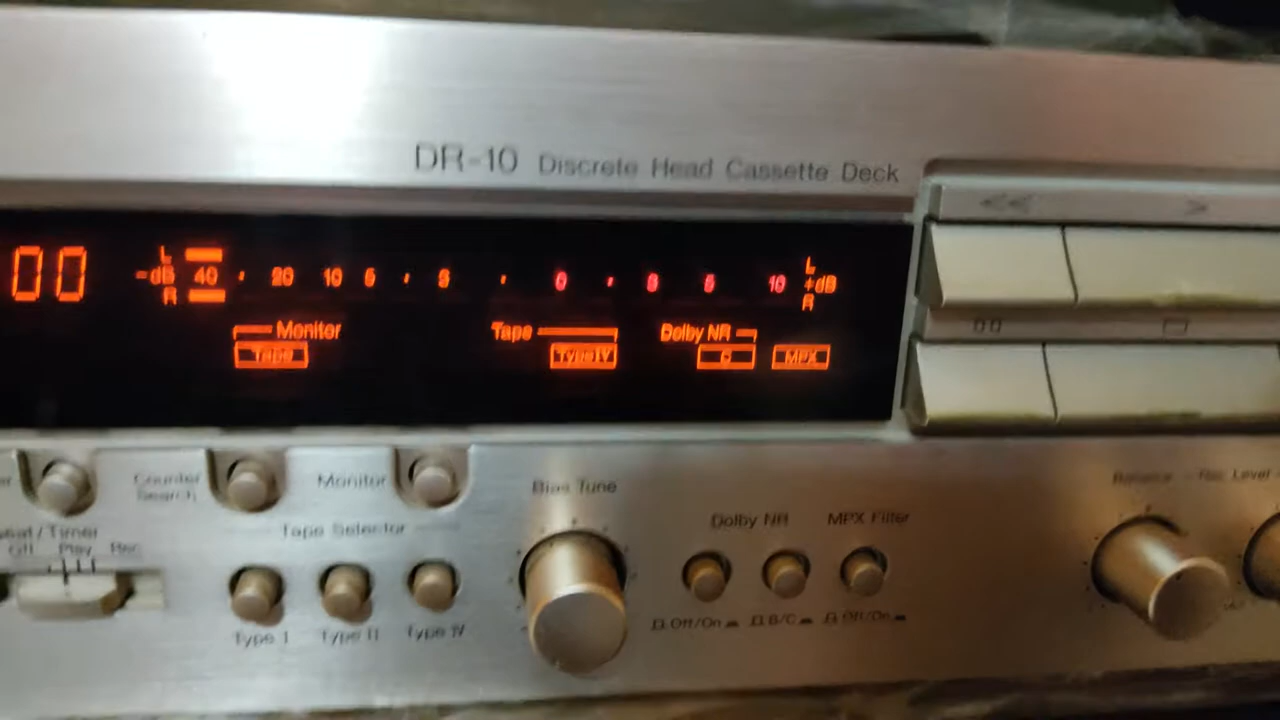 DR-10 Discrete Head Cassette Deck
<< >
00
L
-dB 40 20 10 5 3 0 3 5 10 +dB
R
L
R
Monitor Tape Dolby NR
Tape Type IV C MPX
Counter Search Monitor Bias Tune Balance Rec Level
Tape Selector Dolby NR MPX Filter
/Timer
Off Play Rec
Type I Type II Type IV Off/On B/C Off/On